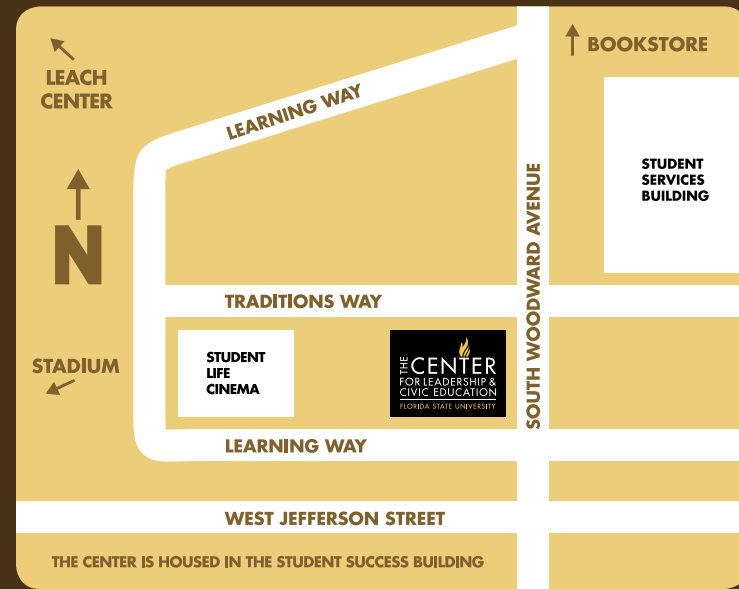 BOOKSTORE
LEACH
CENTER
LEARNING WAY
STUDENT
SERVICES
BUILDING
N
SOUTH WOODWARD AVENUE
TRADITIONS WAY
STADIUM
STUDENT
LIFE
CINEMA
THE CENTER
FOR LEADERSHIP &
CIVIC EDUCATION
FLORIDA STATE UNIVERSITY
LEARNING WAY
WEST JEFFERSON STREET
THE CENTER IS HOUSED IN THE STUDENT SUCCESS BUILDING